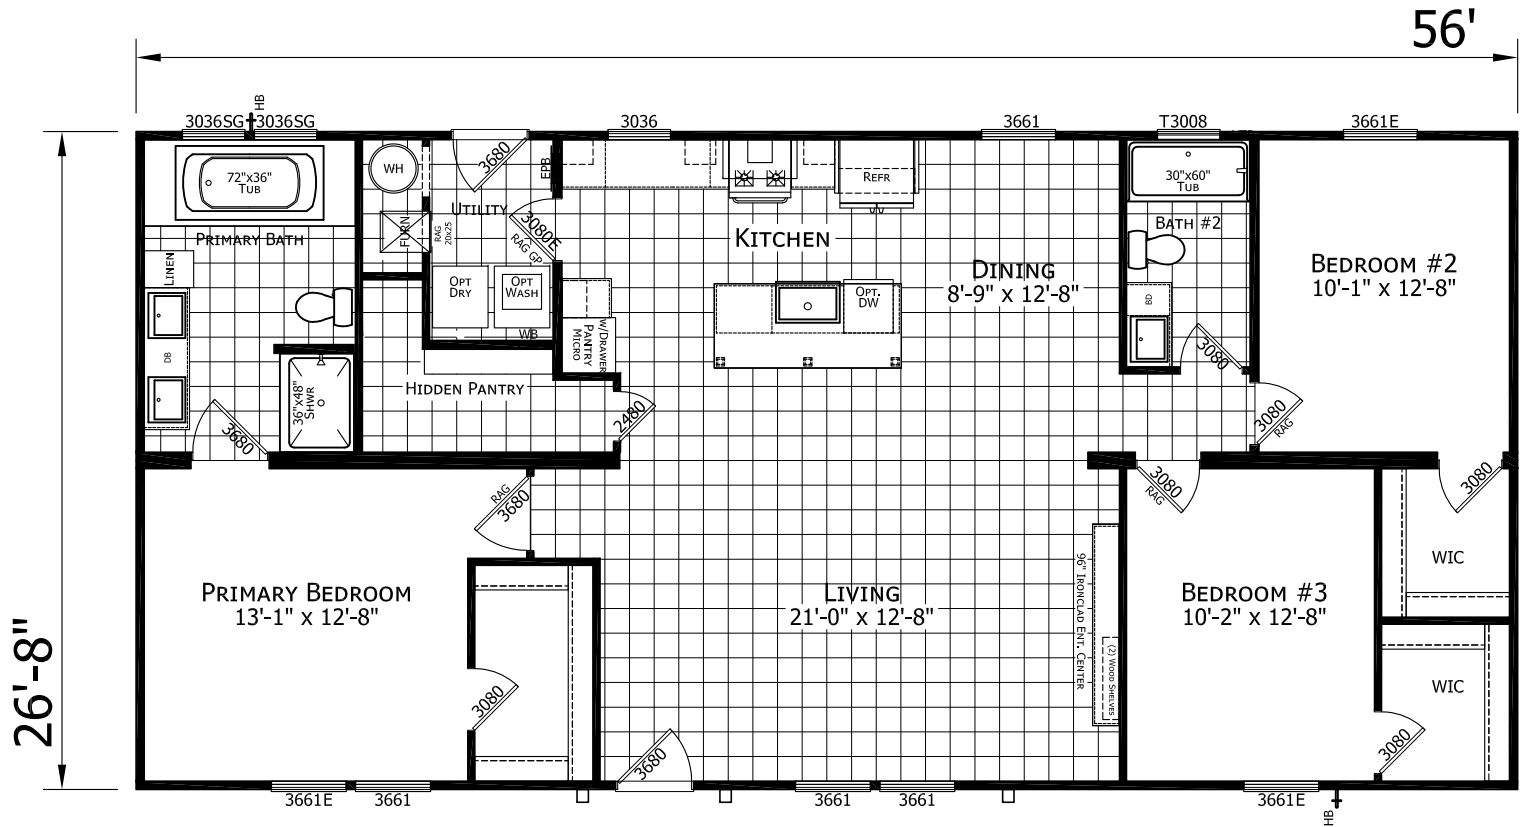 56'
26'-8"
3036SG
HB
3036SG
3036
3661
T3008
3661E
72"x36"
TUB
WH
3680
EPB
REFR
30"x60"
TUB
UTILITY
FURN
RAG
20x25
3080E
RAG GP
PRIMARY BATH
LINEN
KITCHEN
BATH #2
DINING
8'-9" x 12'-8"
BEDROOM #2
10'-1" x 12'-8"
OPT
DRY
OPT
WASH
WB
OPT.
DW
BD
DB
W/DRAWER
PANTRY
MICRO
3080
36"x48"
SHWR
HIDDEN PANTRY
2480
3680
3080
RAG
RAG
3680
3080
RAG
3080
96" IRONCLAD ENT. CENTER
(2) WOOD SHELVES
WIC
PRIMARY BEDROOM
13'-1" x 12'-8"
LIVING
21'-0" x 12'-8"
BEDROOM #3
10'-2" x 12'-8"
WIC
3080
3680
3080
3661E
3661
3661
3661
3661E
HB